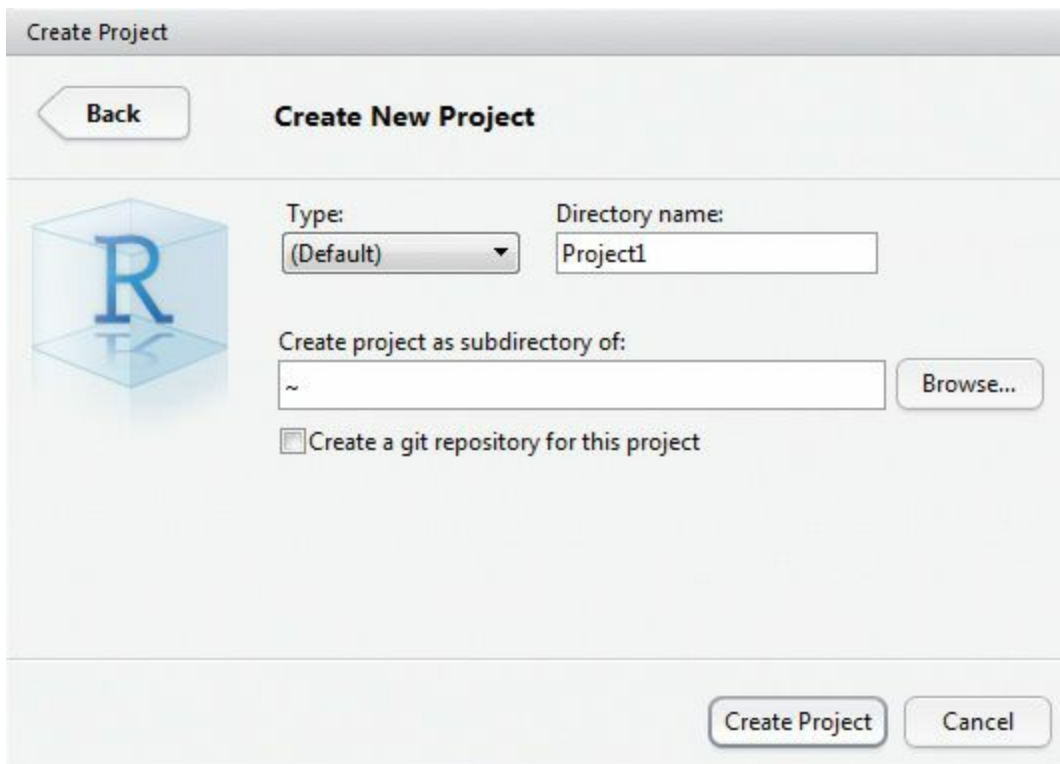 Create Project
Back
Create New Project
R
Type:
Directory name:
(Default)
Project1
Create project as subdirectory of:
~
Browse...
Create a git repository for this project
Create Project
Cancel